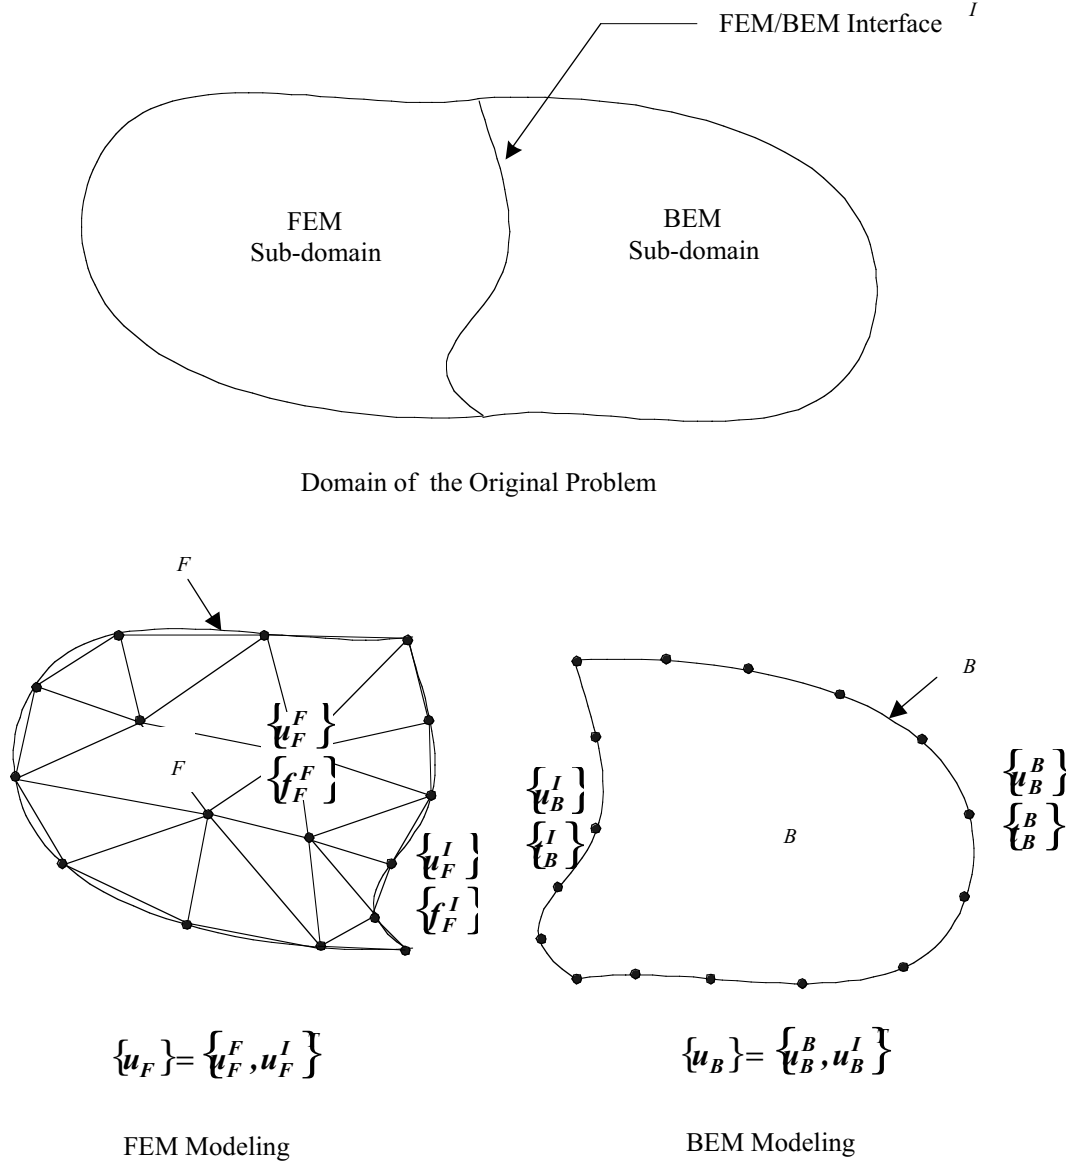 FEM/BEM Interface I
FEM
Sub-domain
BEM
Sub-domain
Domain of the Original Problem
F
F
{u_F^F}
{f_F^F}
{u_F^I}
{f_F^I}
{u_F} = {u_F^F, u_F^I}^T
FEM Modeling
B
B
{u_B^I}
{t_B^I}
{u_B^B}
{t_B^B}
{u_B} = {u_B^B, u_B^I}^T
BEM Modeling